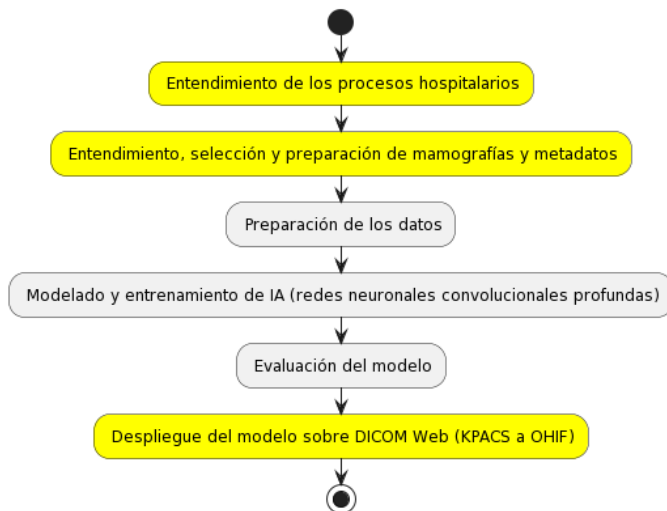 Entendimiento de los procesos hospitalarios
Entendimiento, selección y preparación de mamografías y metadatos
Preparación de los datos
Modelado y entrenamiento de IA (redes neuronales convolucionales profundas)
Evaluación del modelo
Despliegue del modelo sobre DICOM Web (KPACS a OHIF)